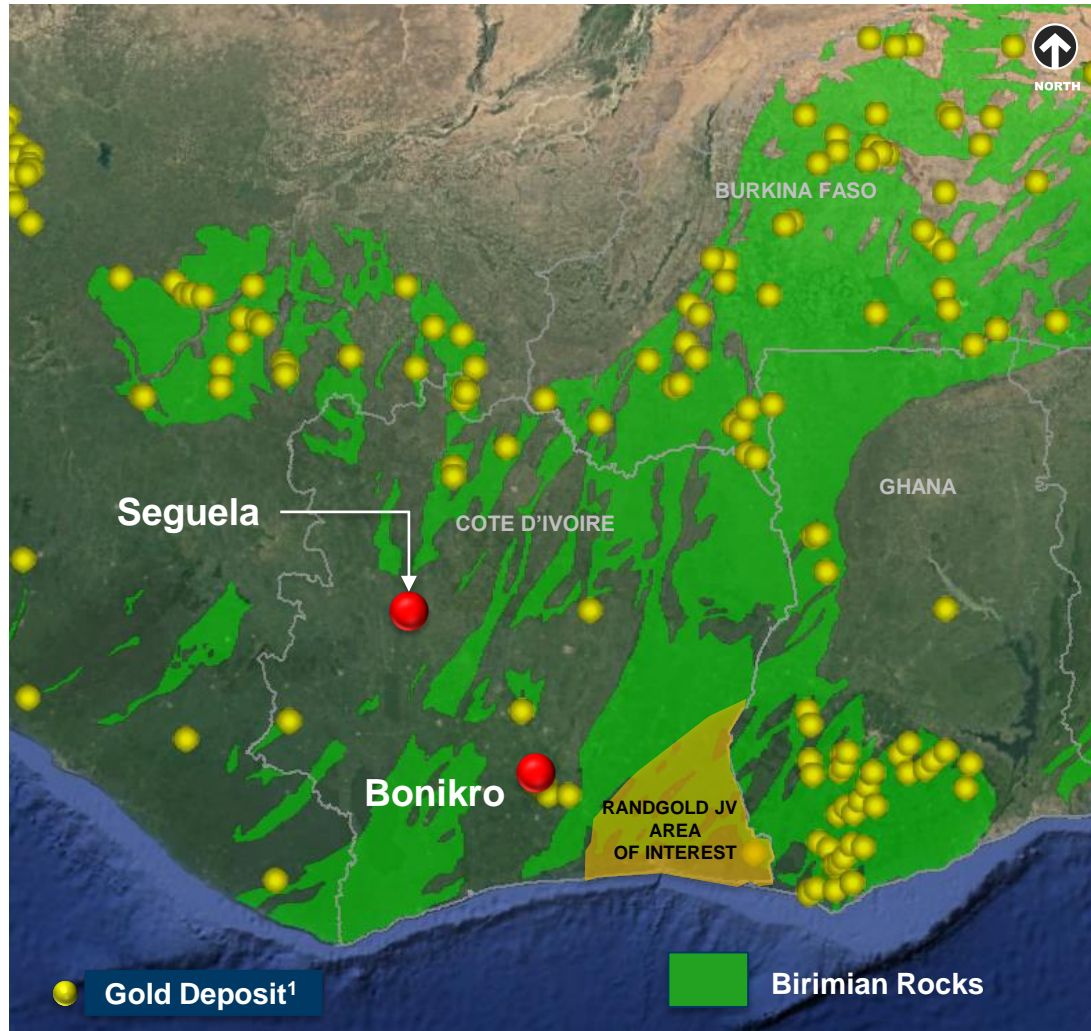 NORTH
BURKINA FASO
GHANA
Seguela
COTE D'IVOIRE
Bonikro
RANDGOLD JV
AREA
OF INTEREST
Gold Deposit1
Birimian Rocks